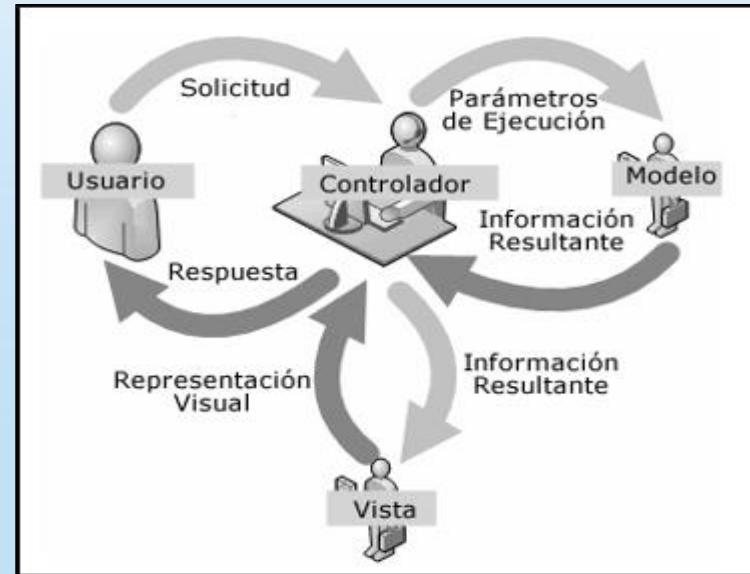 Solicitud
Parámetros
de Ejecución
Usuario
Controlador
Modelo
Información
Resultante
Respuesta
Representación
Visual
Información
Resultante
Vista